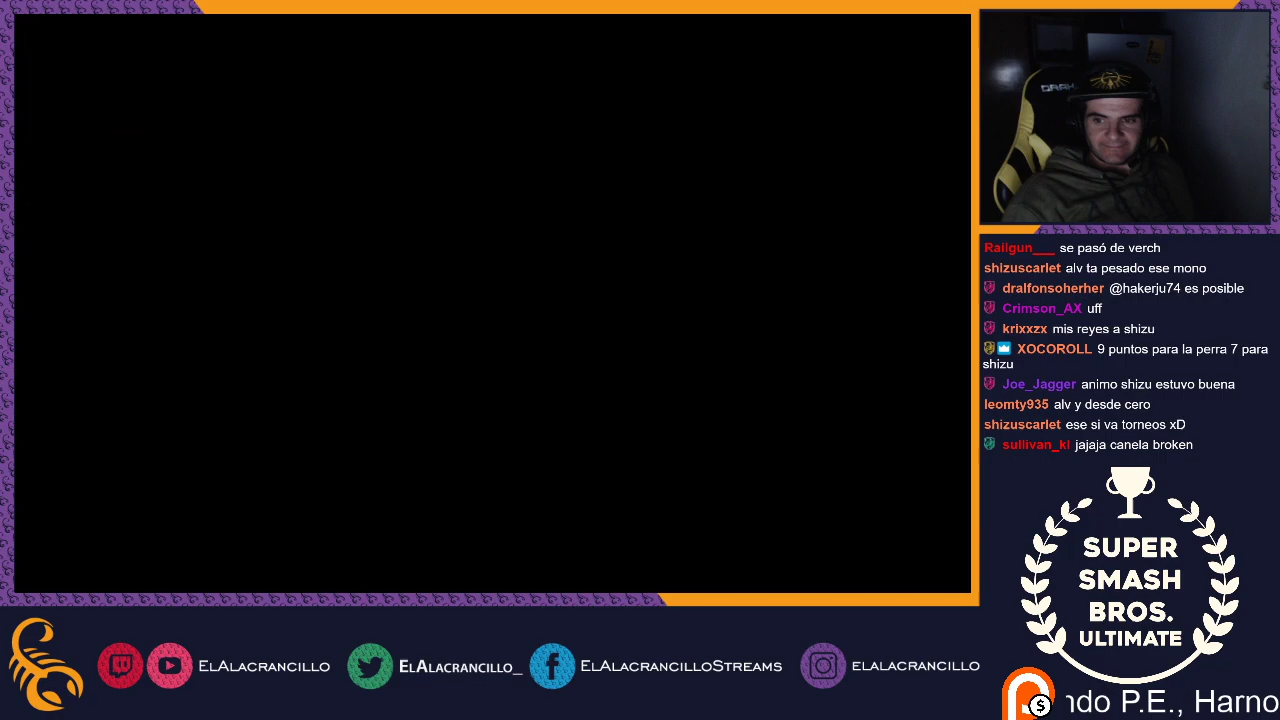 Railgun___ se pasó de verch
shizuscarlet alv ta pesado ese mono
dralfonsoherher @hakerju74 es posible
Crimson_AX uff
krixxzx mis reyes a shizu
XOCOROLL 9 puntos para la perra 7 para
shizu
Joe_Jagger animo shizu estuvo buena
leomty935 alv y desde cero
shizuscarlet ese si va torneos xD
sullivan_kl jajaja canela broken
SUPER
SMASH
BROS.
ULTIMATE
ElAlacrancillo
ElAlacrancillo_
ElAlacrancilloStreams
elalacrancillo
$
ndo P.E., Harno